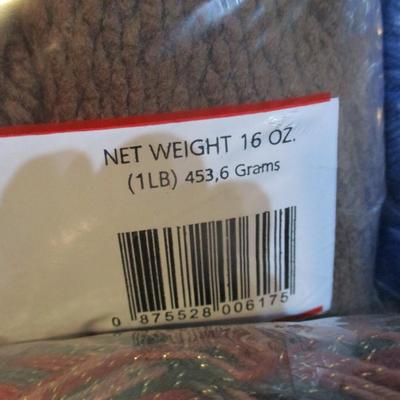 NET WEIGHT 16 OZ.
(1LB) 453,6 Grams
0 875528 006175